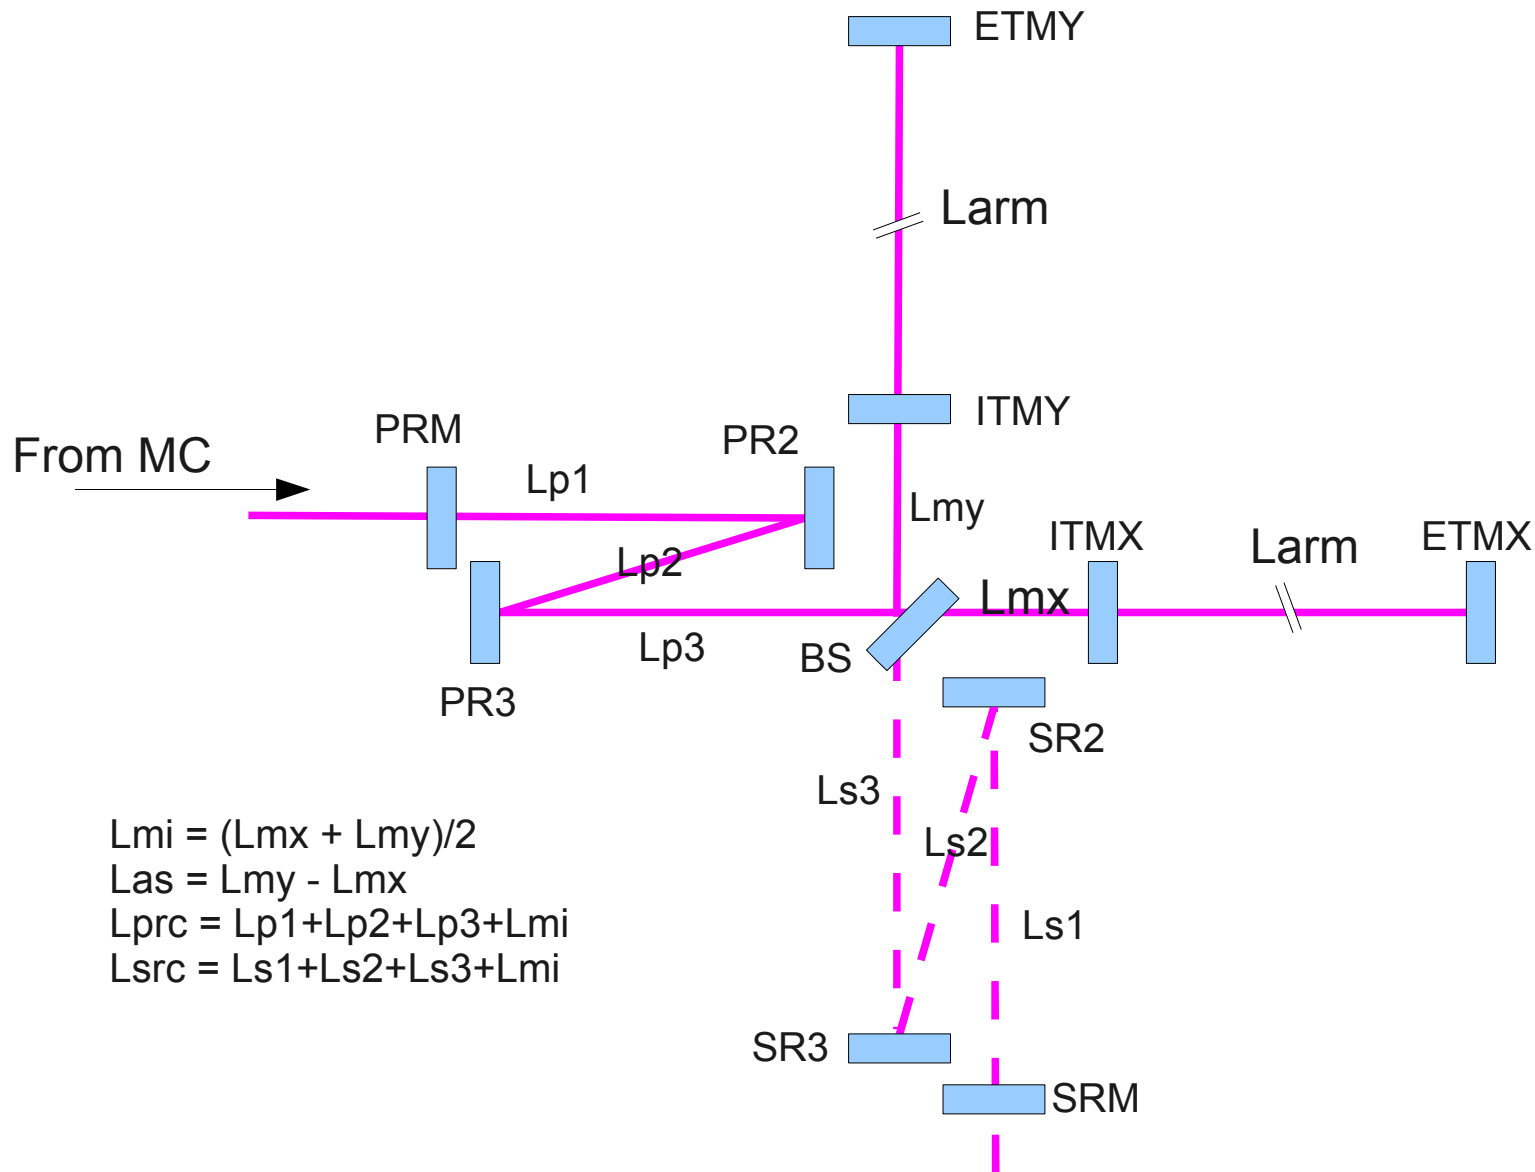 ETMY
Larm
ITMY
PRM
PR2
From MC
Lp1
Lmy
ITMX
Larm
ETMX
Lp2
Lmx
Lp3
BS
PR3
SR2
Ls3
Lmi = (Lmx + Lmy)/2
Ls2
Las = Lmy - Lmx
Lprc = Lp1+Lp2+Lp3+Lmi
Ls1
Lsrc = Ls1+Ls2+Ls3+Lmi
SR3
SRM